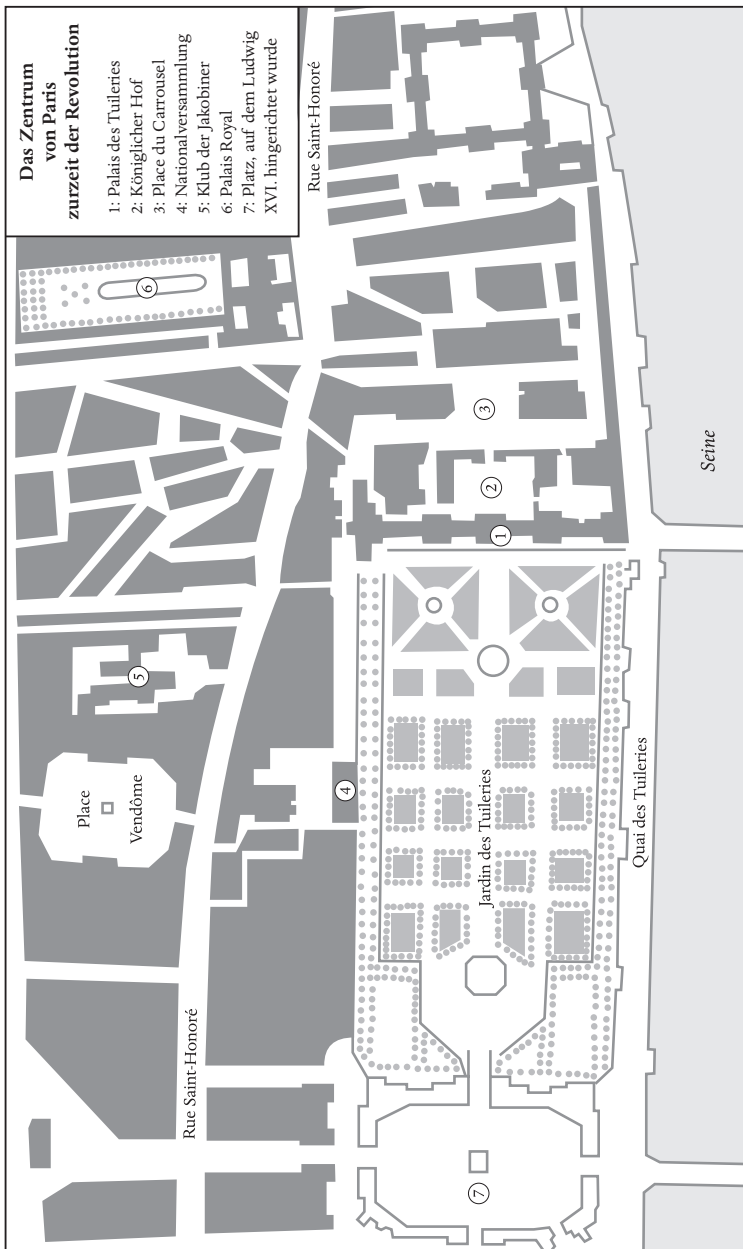 Das Zentrum
von Paris
zurzeit der Revolution
1: Palais des Tuileries
2: Königlicher Hof
3: Place du Carrousel
4: Nationalversammlung
5: Klub der Jakobiner
6: Palais Royal
7: Platz, auf dem Ludwig
XVI. hingerichtet wurde
Rue Saint-Honoré
6
3
2
1
Seine
5
Place
Vendôme
4
Jardin des Tuileries
Quai des Tuileries
Rue Saint-Honoré
7